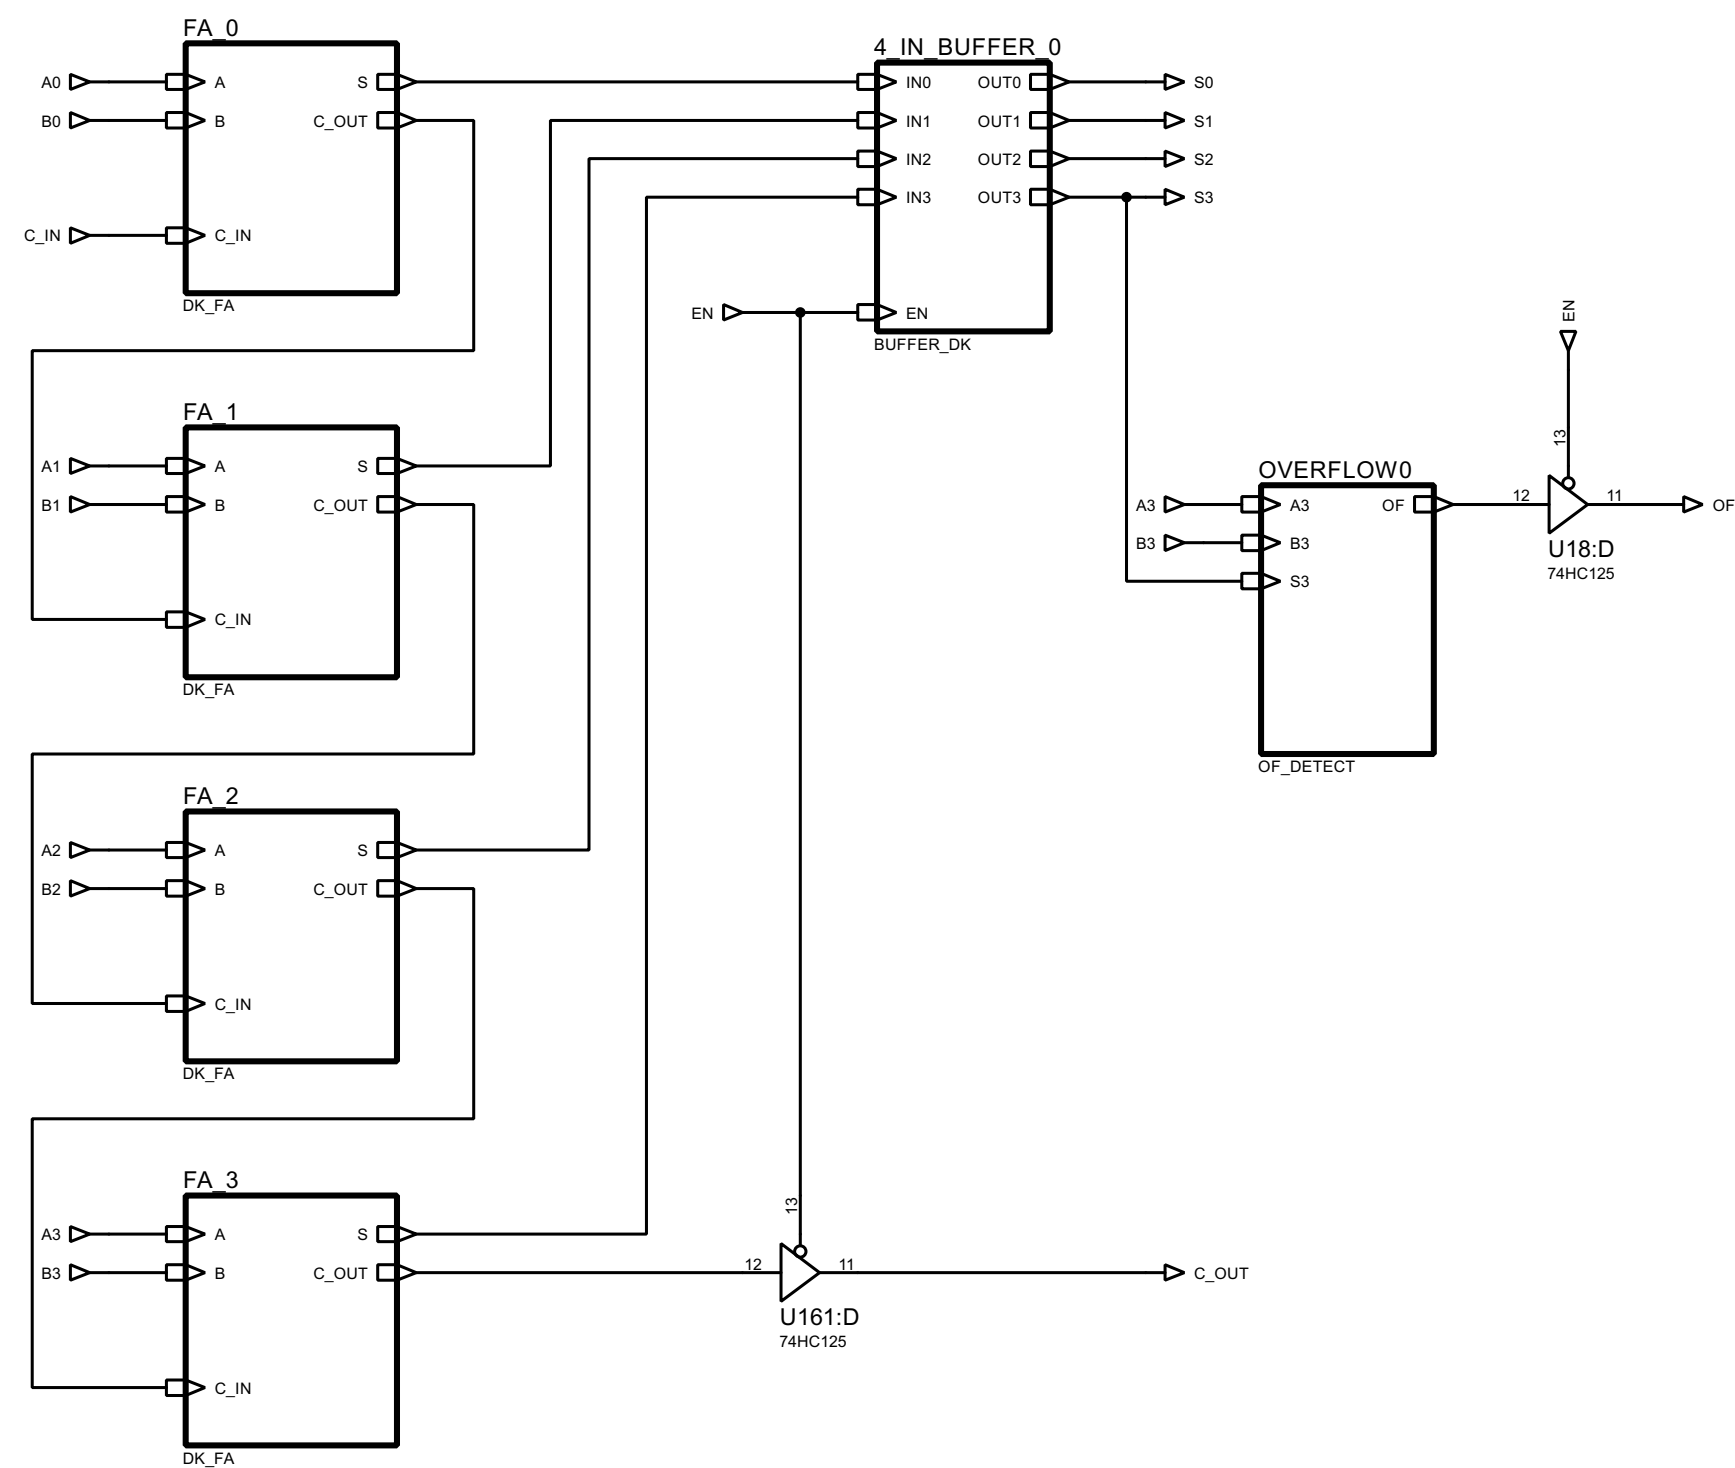 FA_0
A0 A S
B0 B C_OUT
C_IN C_IN
DK_FA
4_IN_BUFFER_0
IN0 OUT0 S0
IN1 OUT1 S1
IN2 OUT2 S2
IN3 OUT3 S3
EN EN
BUFFER_DK
FA_1
A1 A S
B1 B C_OUT
C_IN
DK_FA
EN
13
OVERFLOW0
A3 A3 OF 12 11 OF
B3 B3
S3
U18:D
74HC125
OF_DETECT
FA_2
A2 A S
B2 B C_OUT
C_IN
DK_FA
FA_3
A3 A S
B3 B C_OUT
C_IN
DK_FA
13
12 11 C_OUT
U161:D
74HC125